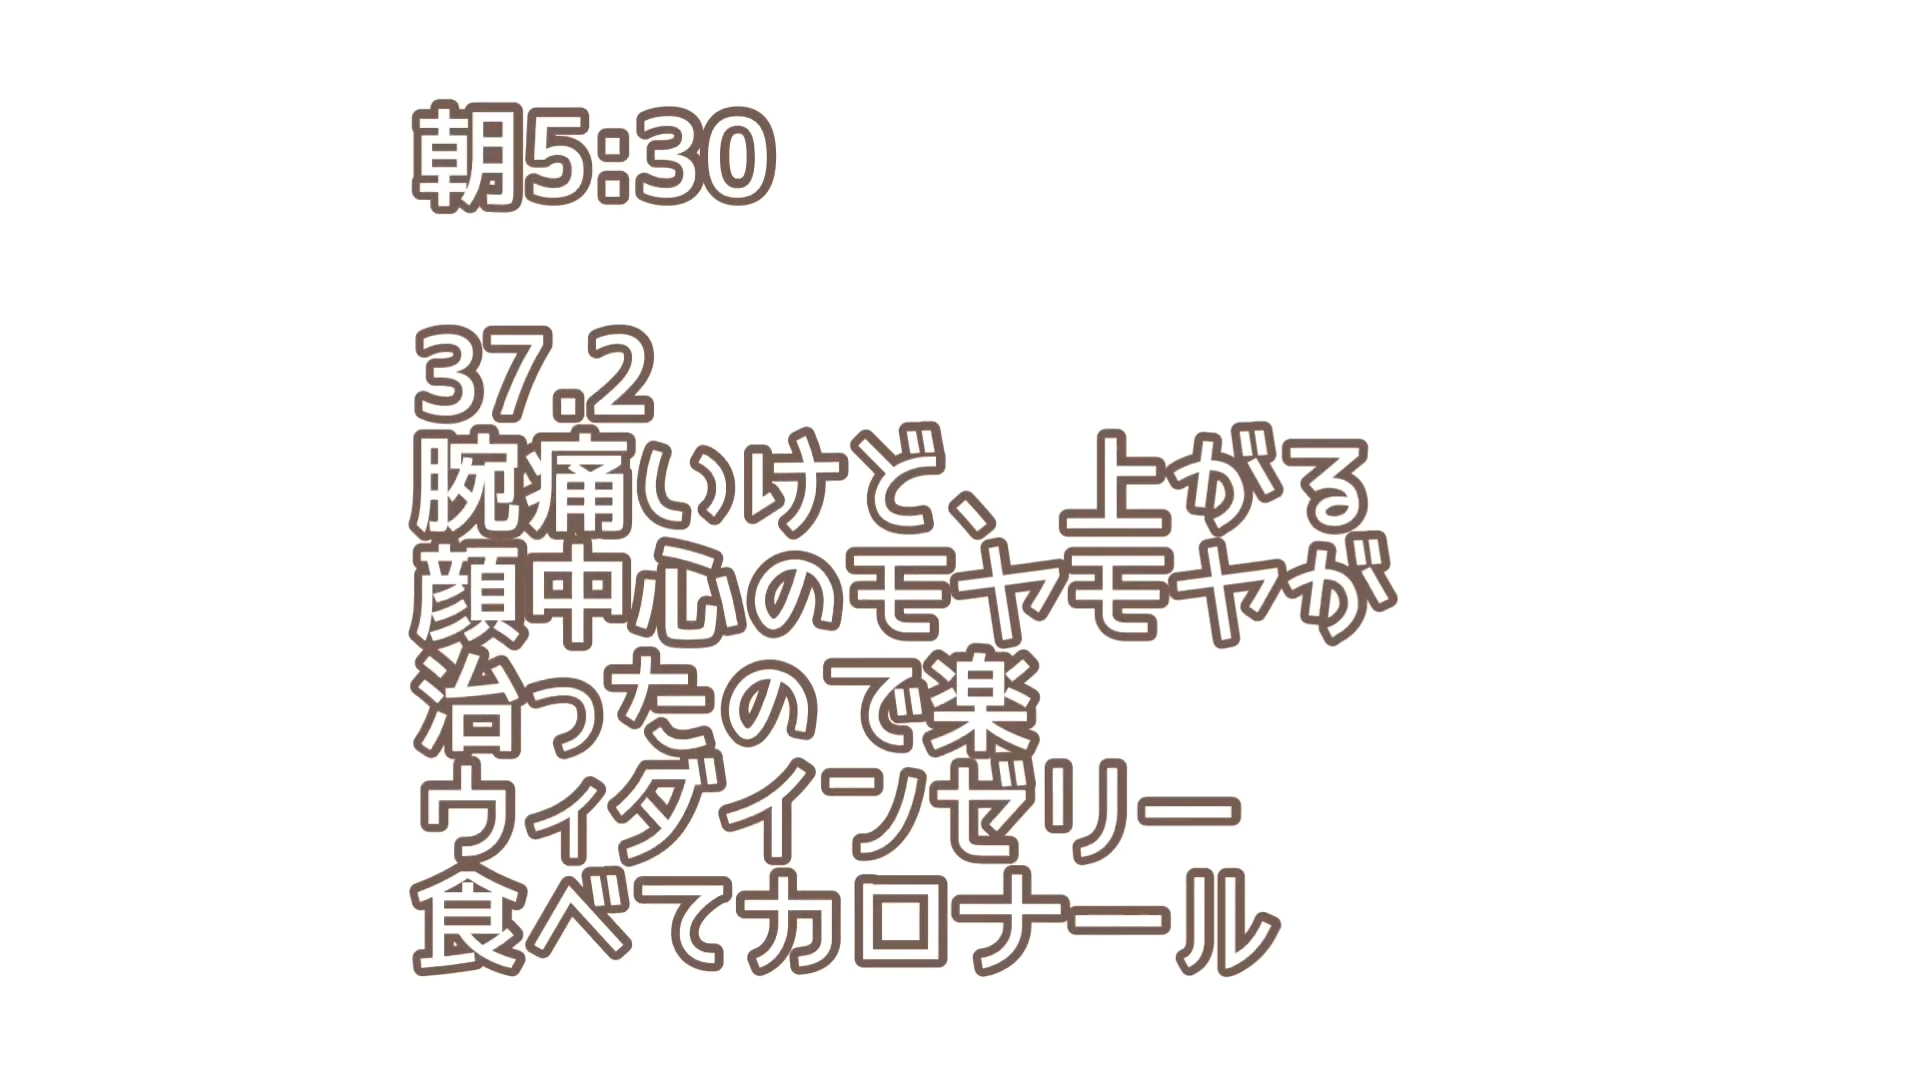 朝5:30
37.2
腕痛いけど、上がる
顔中心のモヤモヤが
治ったので楽
ウィダインゼリー
食べてカロナール